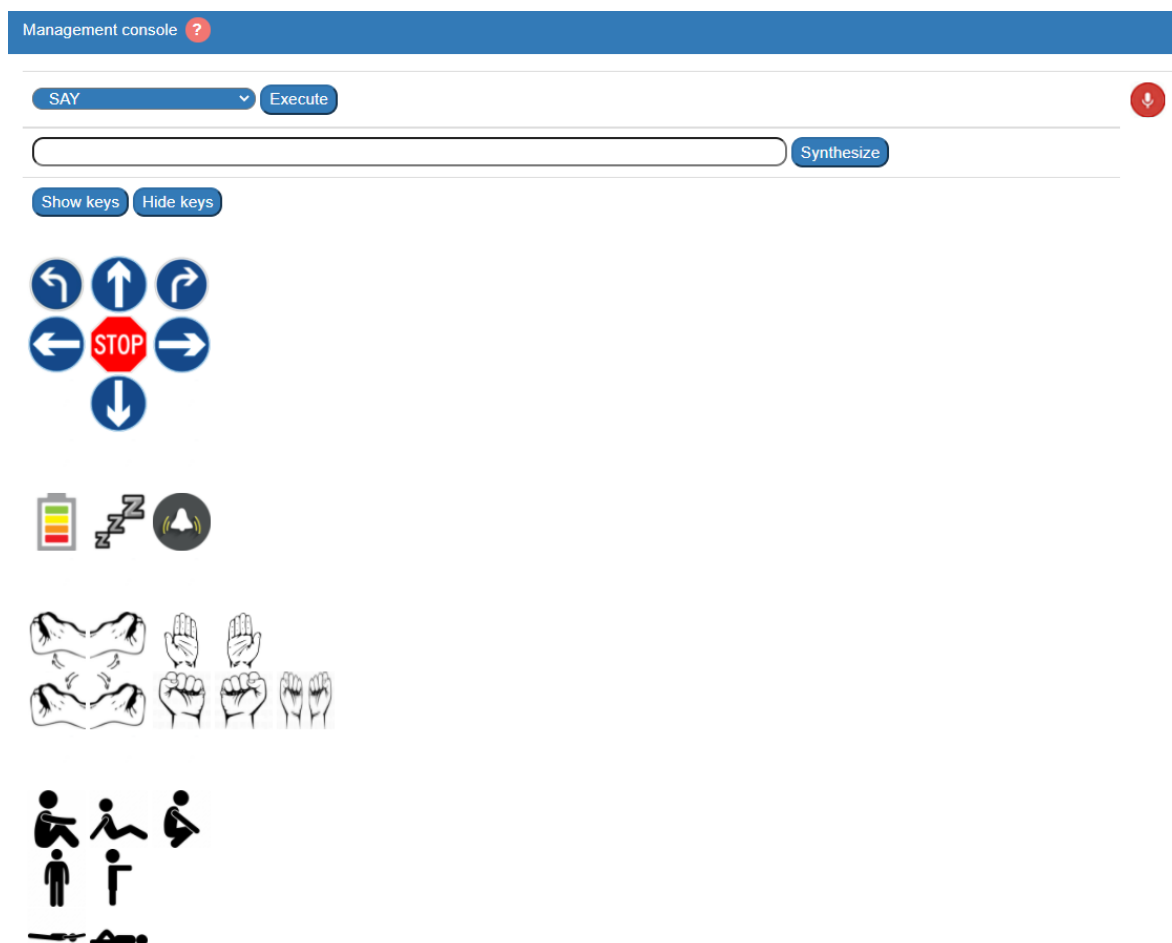 Management console ?
SAY Execute
Synthesize
Show keys Hide keys
STOP
z z z